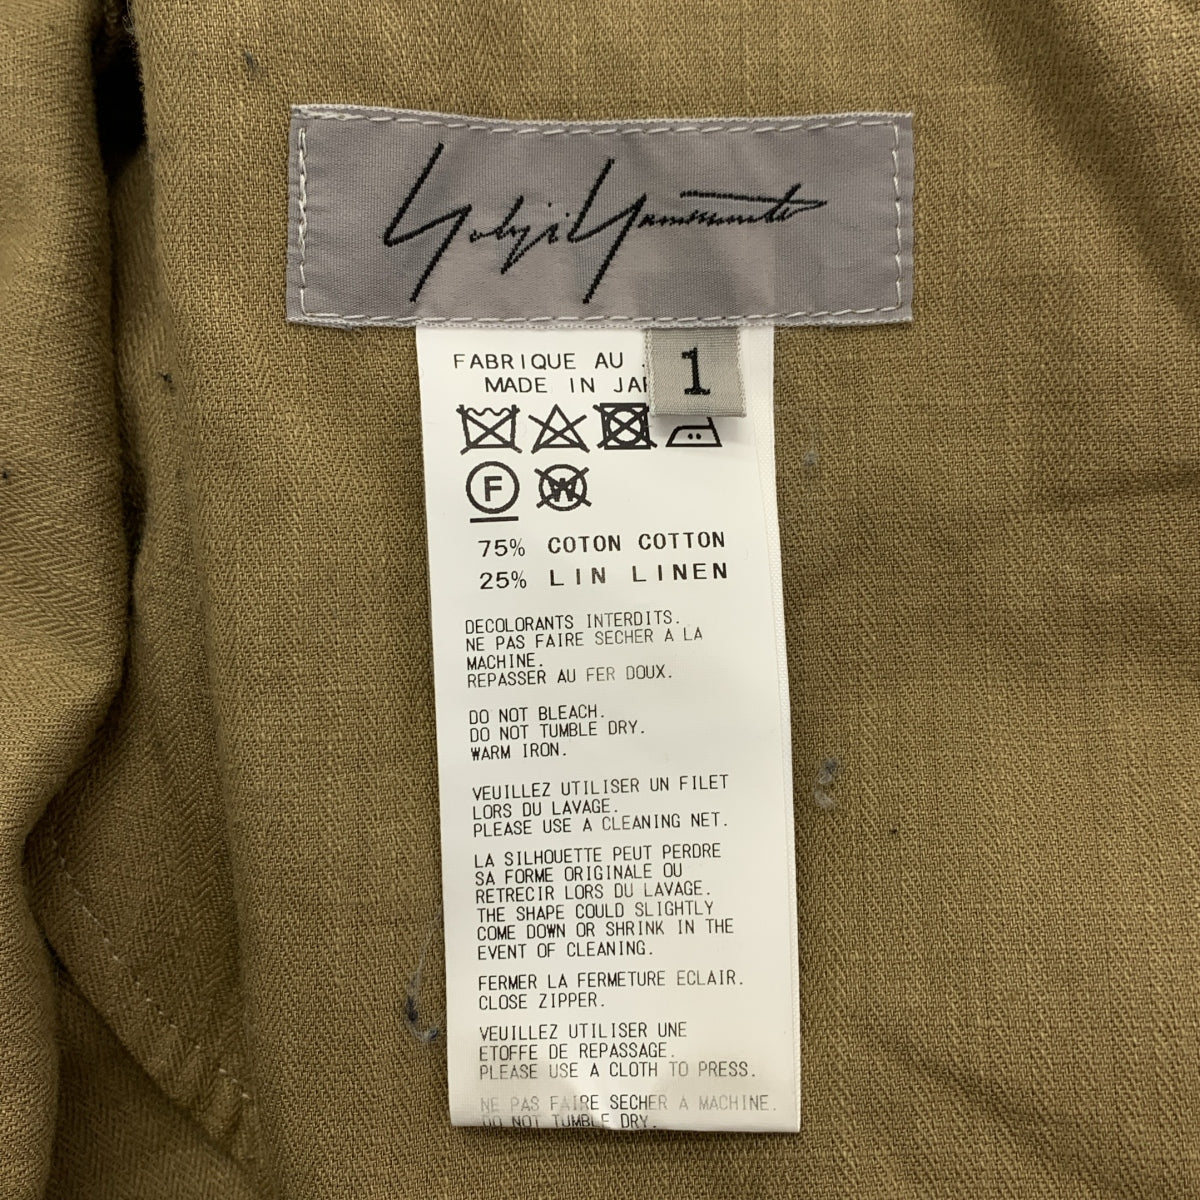 Yohji Yamamoto
FABRIQUE AU
1
MADE IN JAP
F
W
75% COTON COTTON
25% LIN LINEN
DECOLORANTS INTERDITS.
NE PAS FAIRE SECHER A LA
MACHINE.
REPASSER AU FER DOUX.
DO NOT BLEACH.
DO NOT TUMBLE DRY.
WARM IRON.
VEUILLEZ UTILISER UN FILET
LORS DU LAVAGE.
PLEASE USE A CLEANING NET.
LA SILHOUETTE PEUT PERDRE
SA FORME ORIGINALE OU
RETRECIR LORS DU LAVAGE.
THE SHAPE COULD SLIGHTLY
COME DOWN OR SHRINK IN THE
EVENT OF CLEANING.
FERMER LA FERMETURE ECLAIR.
CLOSE ZIPPER.
VEUILLEZ UTILISER UNE
ETOFFE DE REPASSAGE.
PLEASE USE A CLOTH TO PRESS.
NE PAS FAIRE SECHER A MACHINE.
DO NOT TUMBLE DRY.